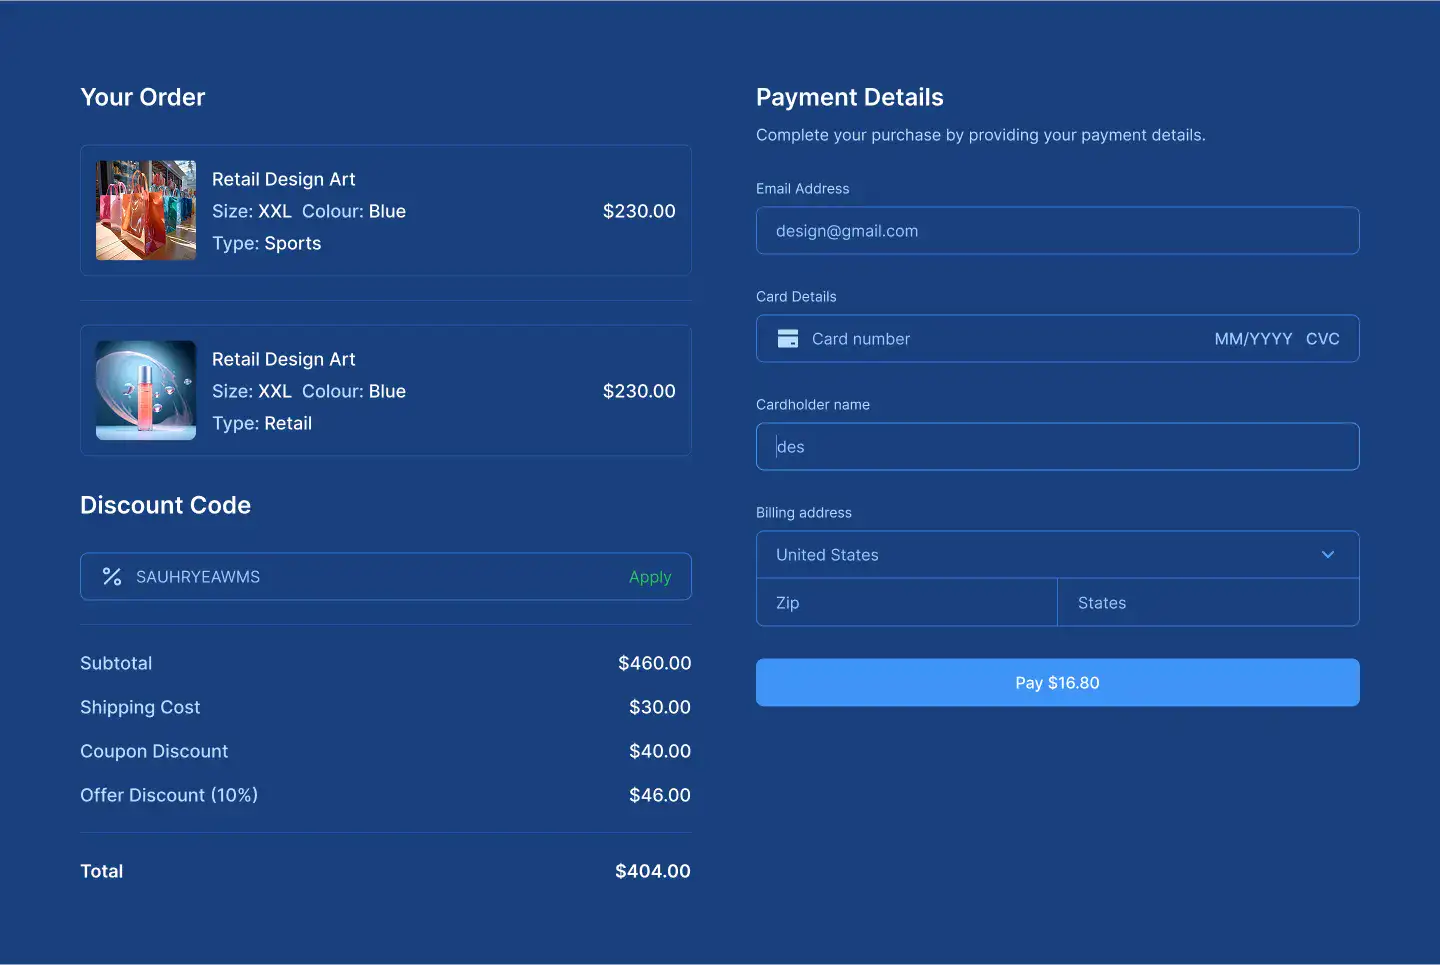 Your Order
Retail Design Art
Size: XXL Colour: Blue
$230.00
Type: Sports
Retail Design Art
Size: XXL Colour: Blue
$230.00
Type: Retail
Discount Code
SAUHRYEAWMS
Apply
Subtotal
$460.00
Shipping Cost
$30.00
Coupon Discount
$40.00
Offer Discount (10%)
$46.00
Total
$404.00
Payment Details
Complete your purchase by providing your payment details.
Email Address
design@gmail.com
Card Details
Card number
MM/YYYY CVC
Cardholder name
des
Billing address
United States
Zip
States
Pay $16.80